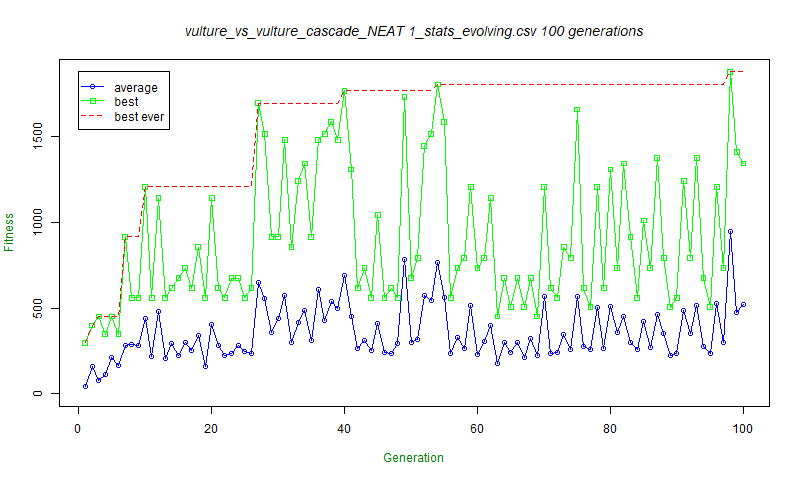 vulture_vs_vulture_cascade_NEAT 1_stats_evolving.csv 100 generations
average
best
best ever
Fitness
1500
1000
500
0
0 20 40 60 80 100
Generation